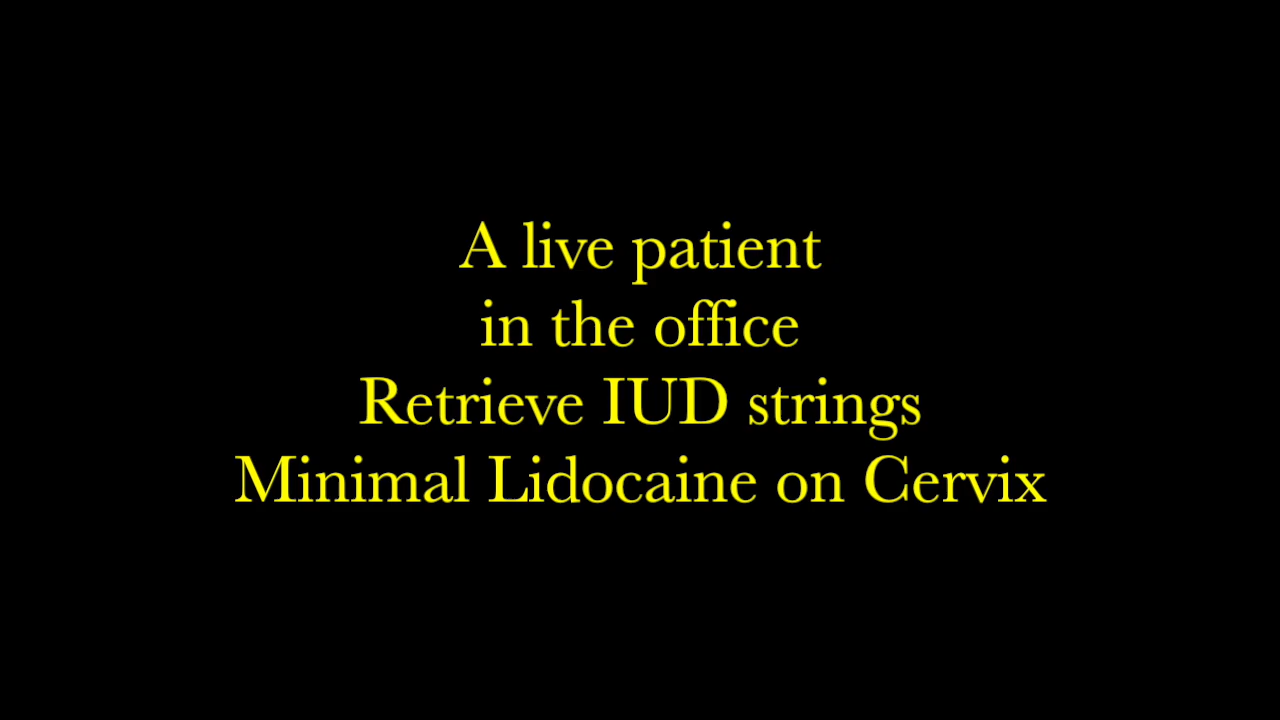 A live patient
in the office
Retrieve IUD strings
Minimal Lidocaine on Cervix